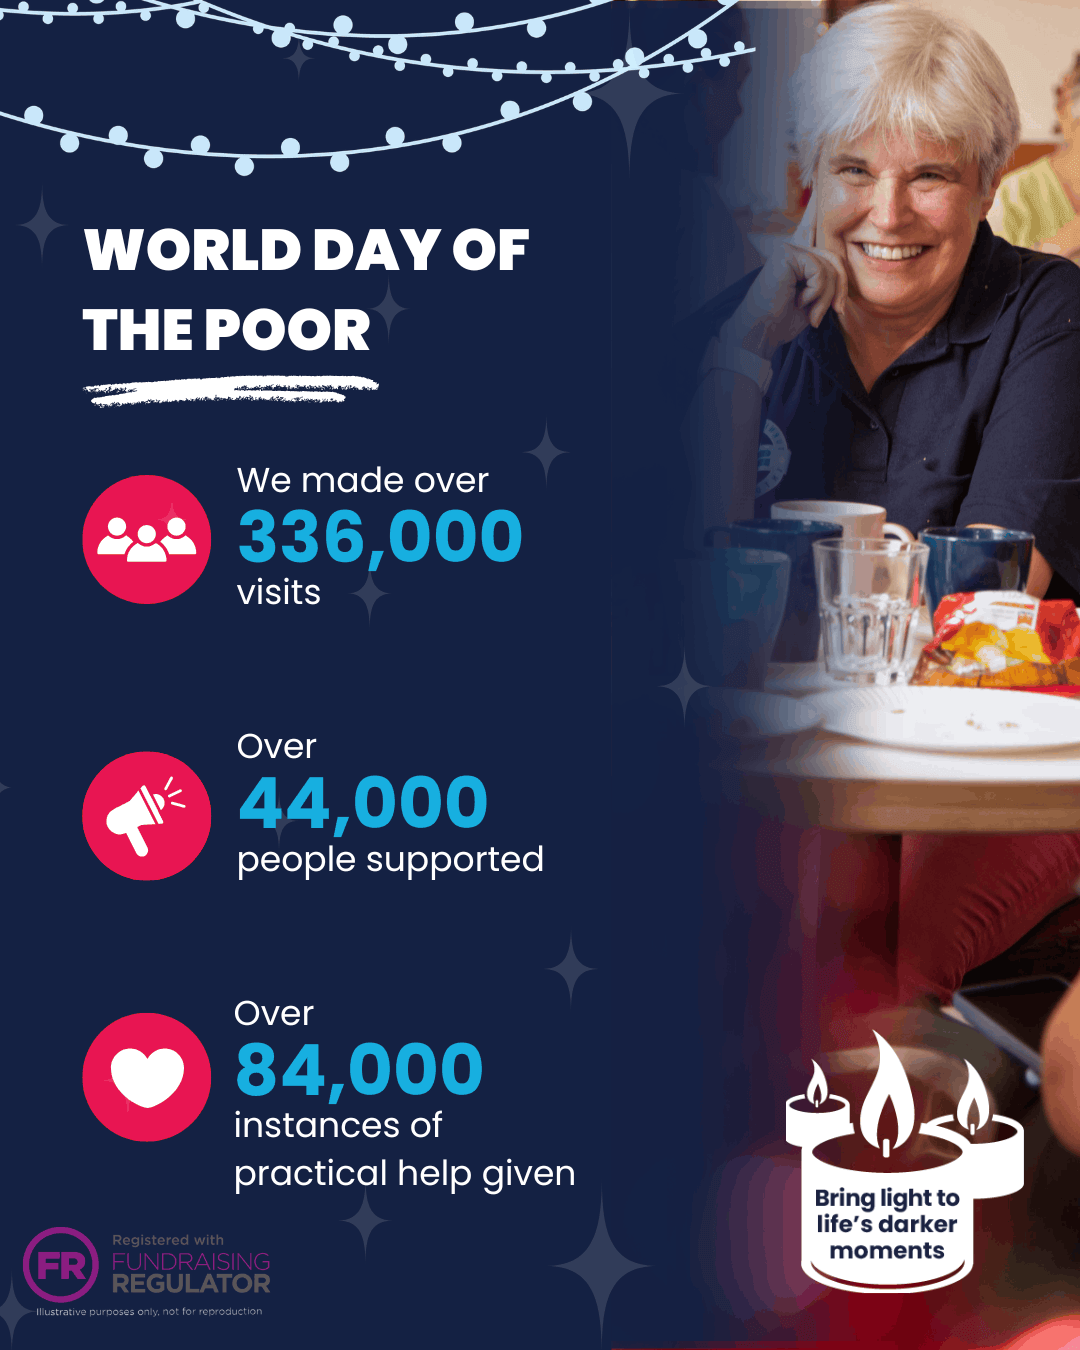 WORLD DAY OF
THE POOR
We made over
336,000
visits
Over
44,000
people supported
Over
84,000
instances of
practical help given
Bring light to
life's darker
moments
FR
Registered with
FUNDRAISING
REGULATOR
Illustrative purposes only, not for reproduction